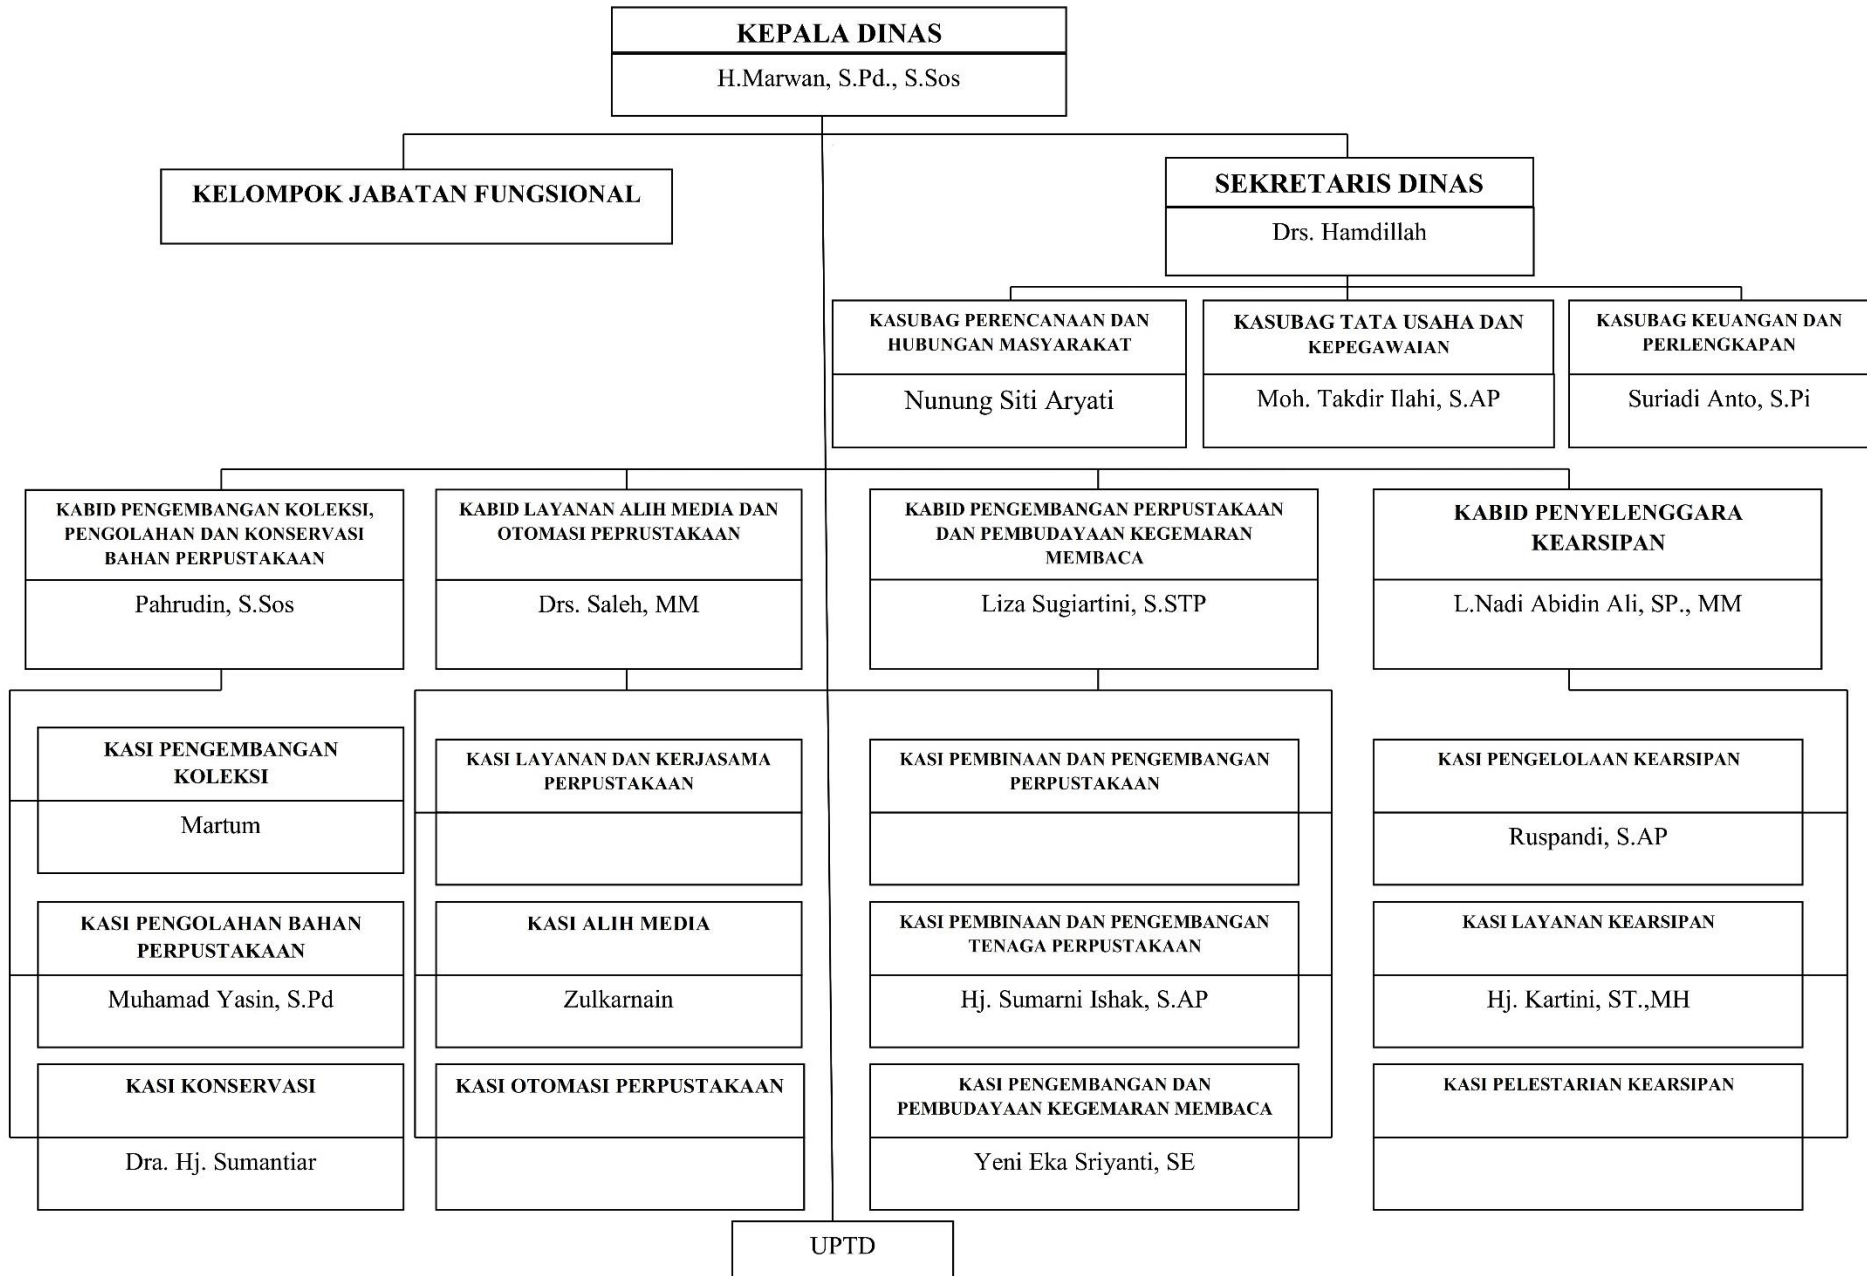 KEPALA DINAS
H.Marwan, S.Pd., S.Sos
KELOMPOK JABATAN FUNGSIONAL
SEKRETARIS DINAS
Drs. Hamdillah
KASUBAG PERENCANAAN DAN
HUBUNGAN MASYARAKAT
Nunung Siti Aryati
KASUBAG TATA USAHA DAN
KEPEGAWAIAN
Moh. Takdir Ilahi, S.AP
KASUBAG KEUANGAN DAN
PERLENGKAPAN
Suriadi Anto, S.Pi
KABID PENGEMBANGAN KOLEKSI,
PENGOLAHAN DAN KONSERVASI
BAHAN PERPUSTAKAAN
Pahrudin, S.Sos
KABID LAYANAN ALIH MEDIA DAN
OTOMASI PEPRUSTAKAAN
Drs. Saleh, MM
KABID PENGEMBANGAN PERPUSTAKAAN
DAN PEMBUDAYAAN KEGEMARAN
MEMBACA
Liza Sugiartini, S.STP
KABID PENYELENGGARA
KEARSIPAN
L.Nadi Abidin Ali, SP., MM
KASI PENGEMBANGAN
KOLEKSI
Martum
KASI LAYANAN DAN KERJASAMA
PERPUSTAKAAN
KASI PEMBINAAN DAN PENGEMBANGAN
PERPUSTAKAAN
KASI PENGELOLAAN KEARSIPAN
Ruspandi, S.AP
KASI PENGOLAHAN BAHAN
PERPUSTAKAAN
Muhamad Yasin, S.Pd
KASI ALIH MEDIA
Zulkarnain
KASI PEMBINAAN DAN PENGEMBANGAN
TENAGA PERPUSTAKAAN
Hj. Sumarni Ishak, S.AP
KASI LAYANAN KEARSIPAN
Hj. Kartini, ST.,MH
KASI KONSERVASI
Dra. Hj. Sumantiar
KASI OTOMASI PERPUSTAKAAN
KASI PENGEMBANGAN DAN
PEMBUDAYAAN KEGEMARAN MEMBACA
Yeni Eka Sriyanti, SE
KASI PELESTARIAN KEARSIPAN
UPTD